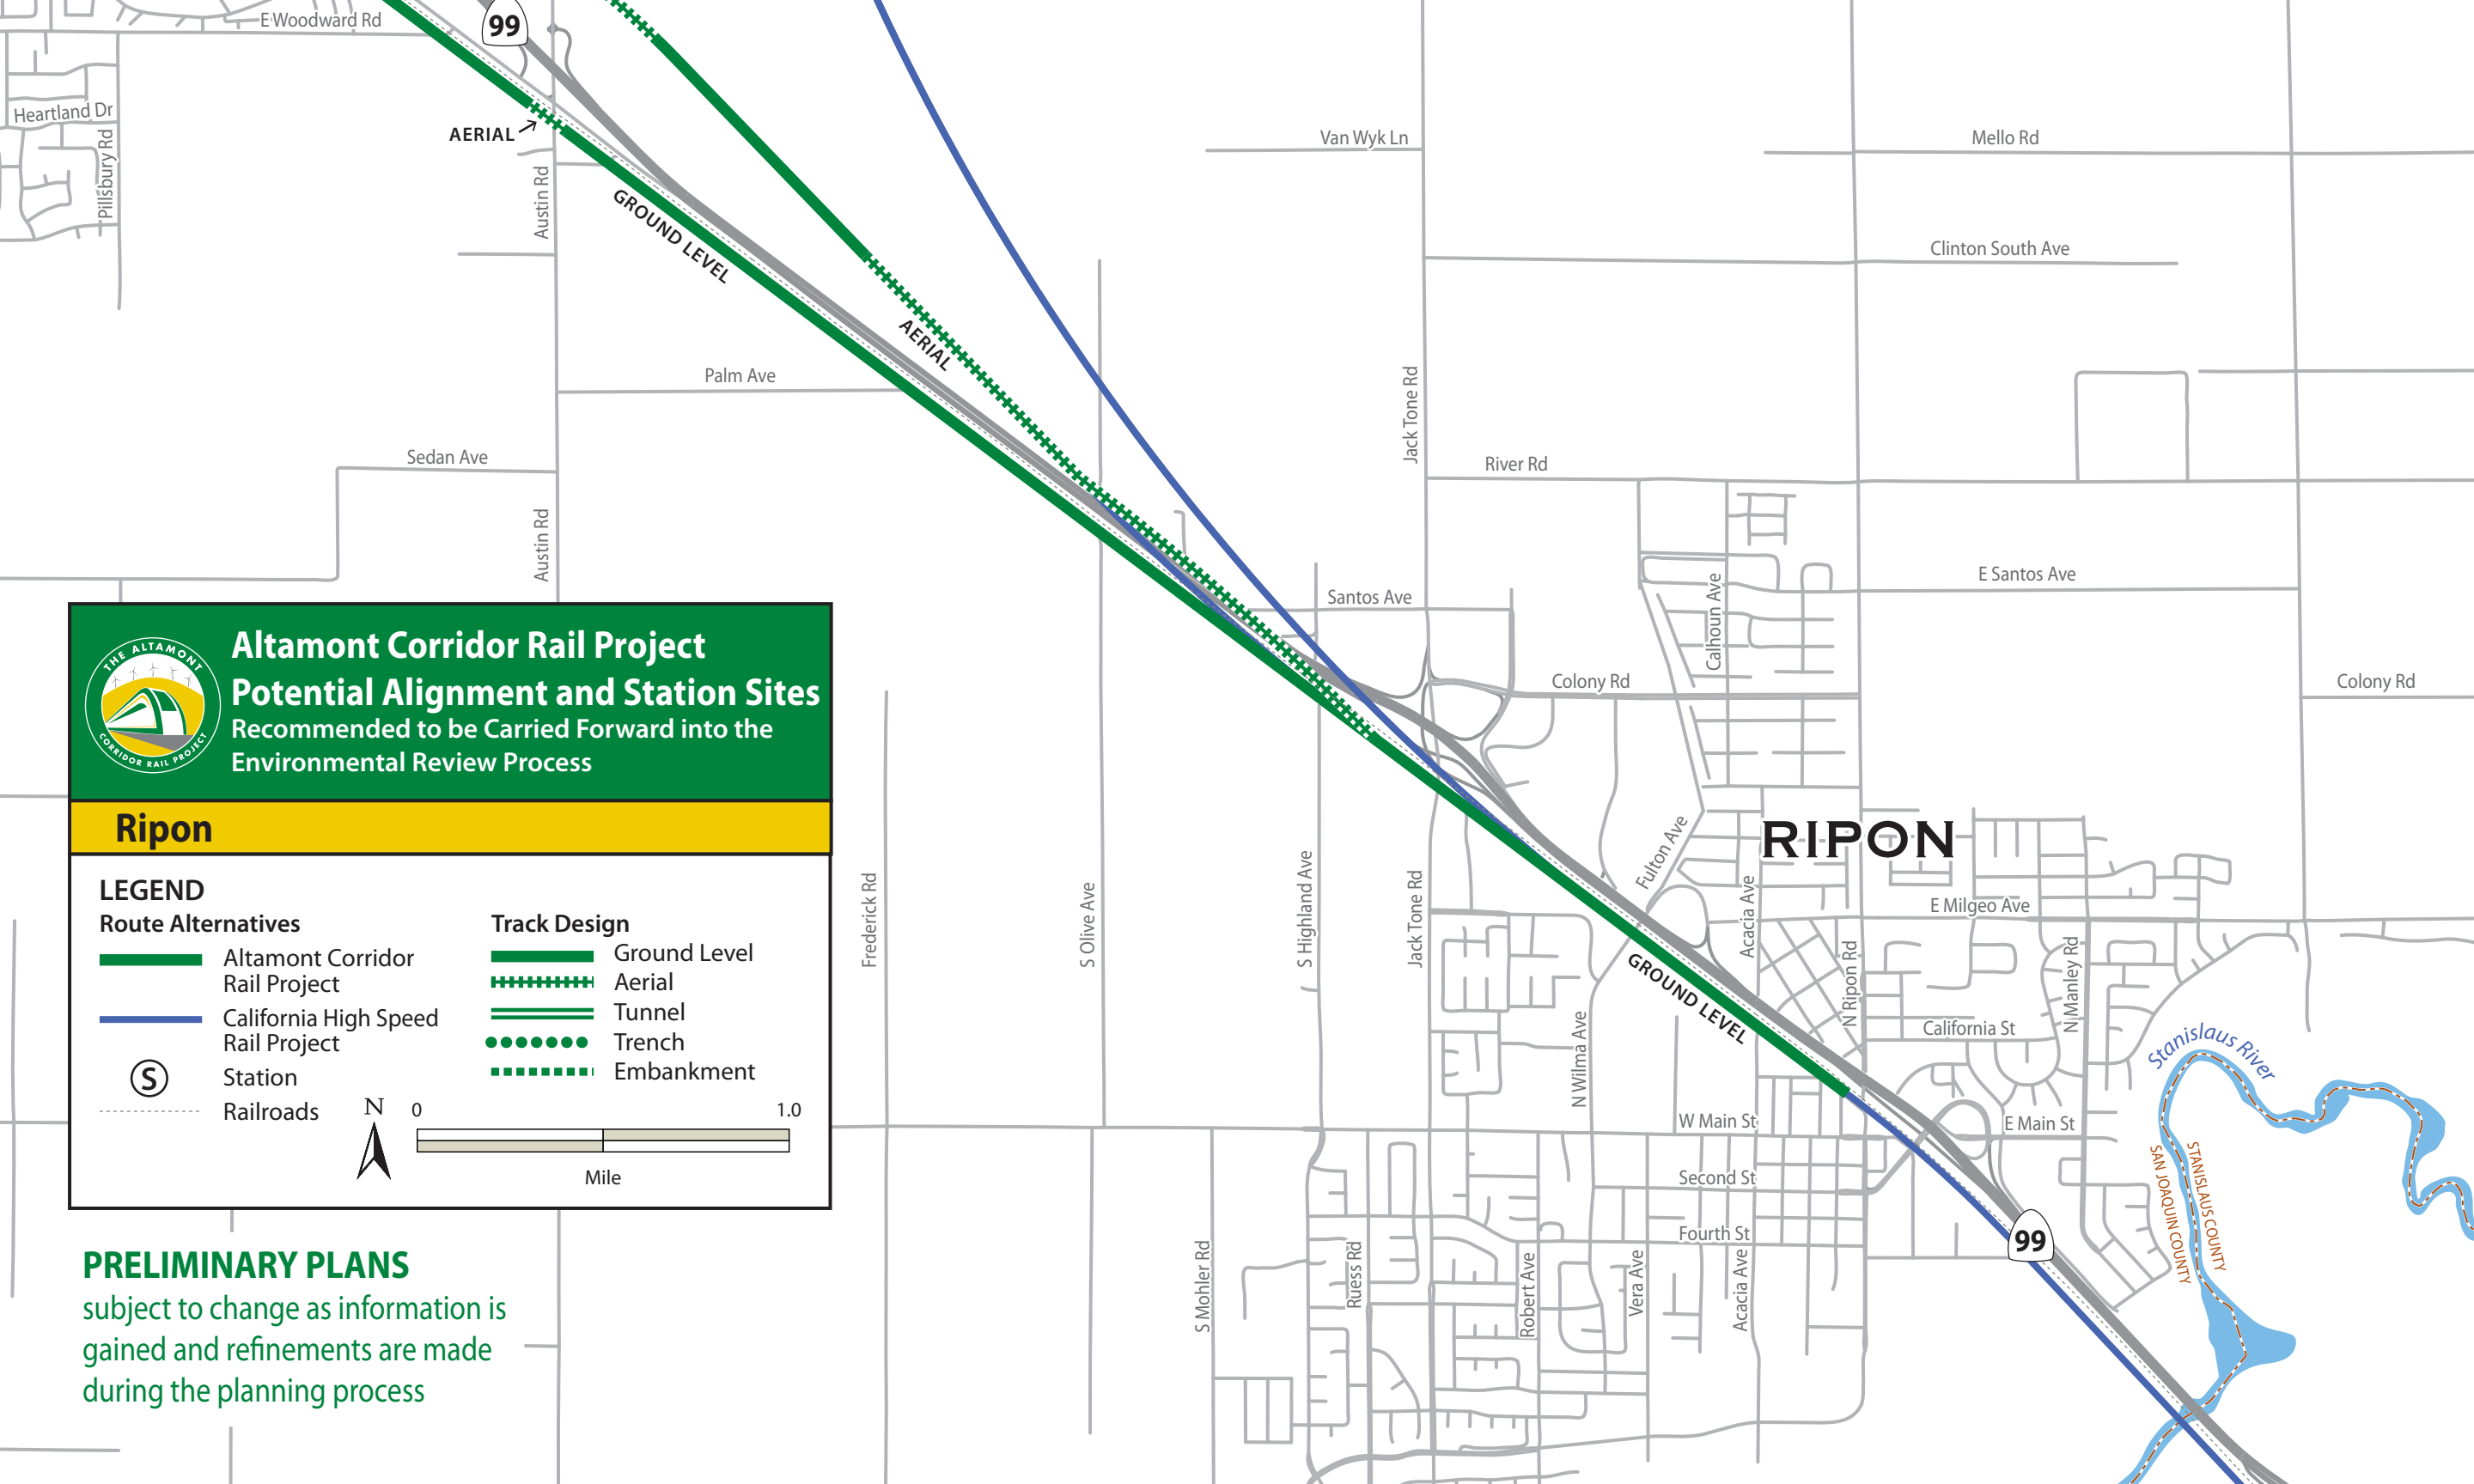 E Woodward Rd
99
Heartland Dr
Pillsbury Rd
AERIAL
Austin Rd
GROUND LEVEL
Van Wyk Ln
Mello Rd
Clinton South Ave
AERIAL
Palm Ave
Jack Tone Rd
Sedan Ave
River Rd
Austin Rd
E Santos Ave
Santos Ave
Calhoun Ave
Colony Rd
Colony Rd
THE ALTAMONT
CORRIDOR RAIL PROJECT
Altamont Corridor Rail Project
Potential Alignment and Station Sites
Recommended to be Carried Forward into the
Environmental Review Process
Ripon
LEGEND
Route Alternatives
Altamont Corridor
Rail Project
California High Speed
Rail Project
S
Station
Railroads
Track Design
Ground Level
Aerial
Tunnel
Trench
Embankment
N
0
1.0
Mile
RIPON
Fulton Ave
Frederick Rd
S Olive Ave
S Highland Ave
Jack Tone Rd
Acacia Ave
E Milgeo Ave
GROUND LEVEL
N Ripon Rd
N Manley Rd
California St
N Wilma Ave
Stanislaus River
W Main St
E Main St
Second St
SAN JOAQUIN COUNTY
STANISLAUS COUNTY
Fourth St
99
S Mohler Rd
Ruess Rd
Robert Ave
Vera Ave
Acacia Ave
PRELIMINARY PLANS
subject to change as information is
gained and refinements are made
during the planning process